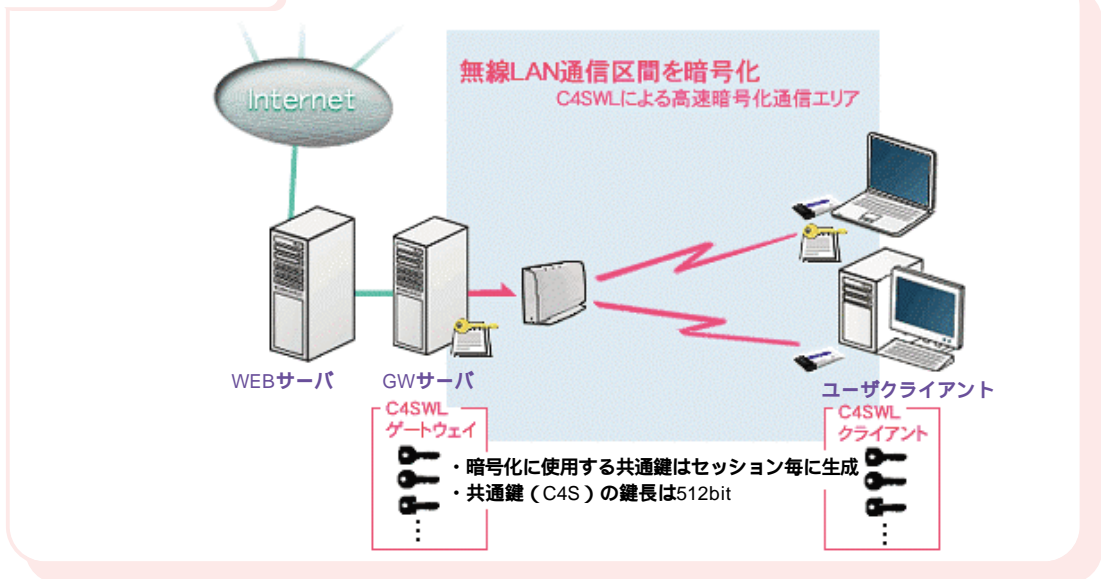 無線LAN通信区間を暗号化
C4SWLによる高速暗号化通信エリア
Internet
WEBサーバ
GWサーバ
ユーザクライアント
C4SWL
ゲートウェイ
C4SWL
クライアント
・暗号化に使用する共通鍵はセッション毎に生成
・共通鍵（C4S）の鍵長は512bit